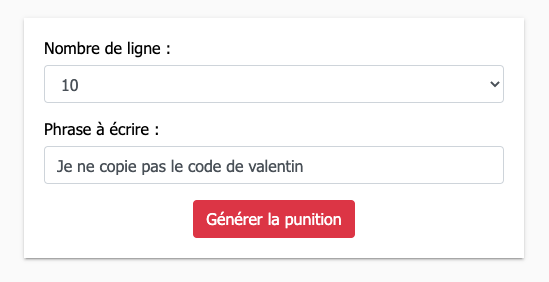 Nombre de ligne :
10
Phrase à écrire :
Je ne copie pas le code de valentin
Générer la punition